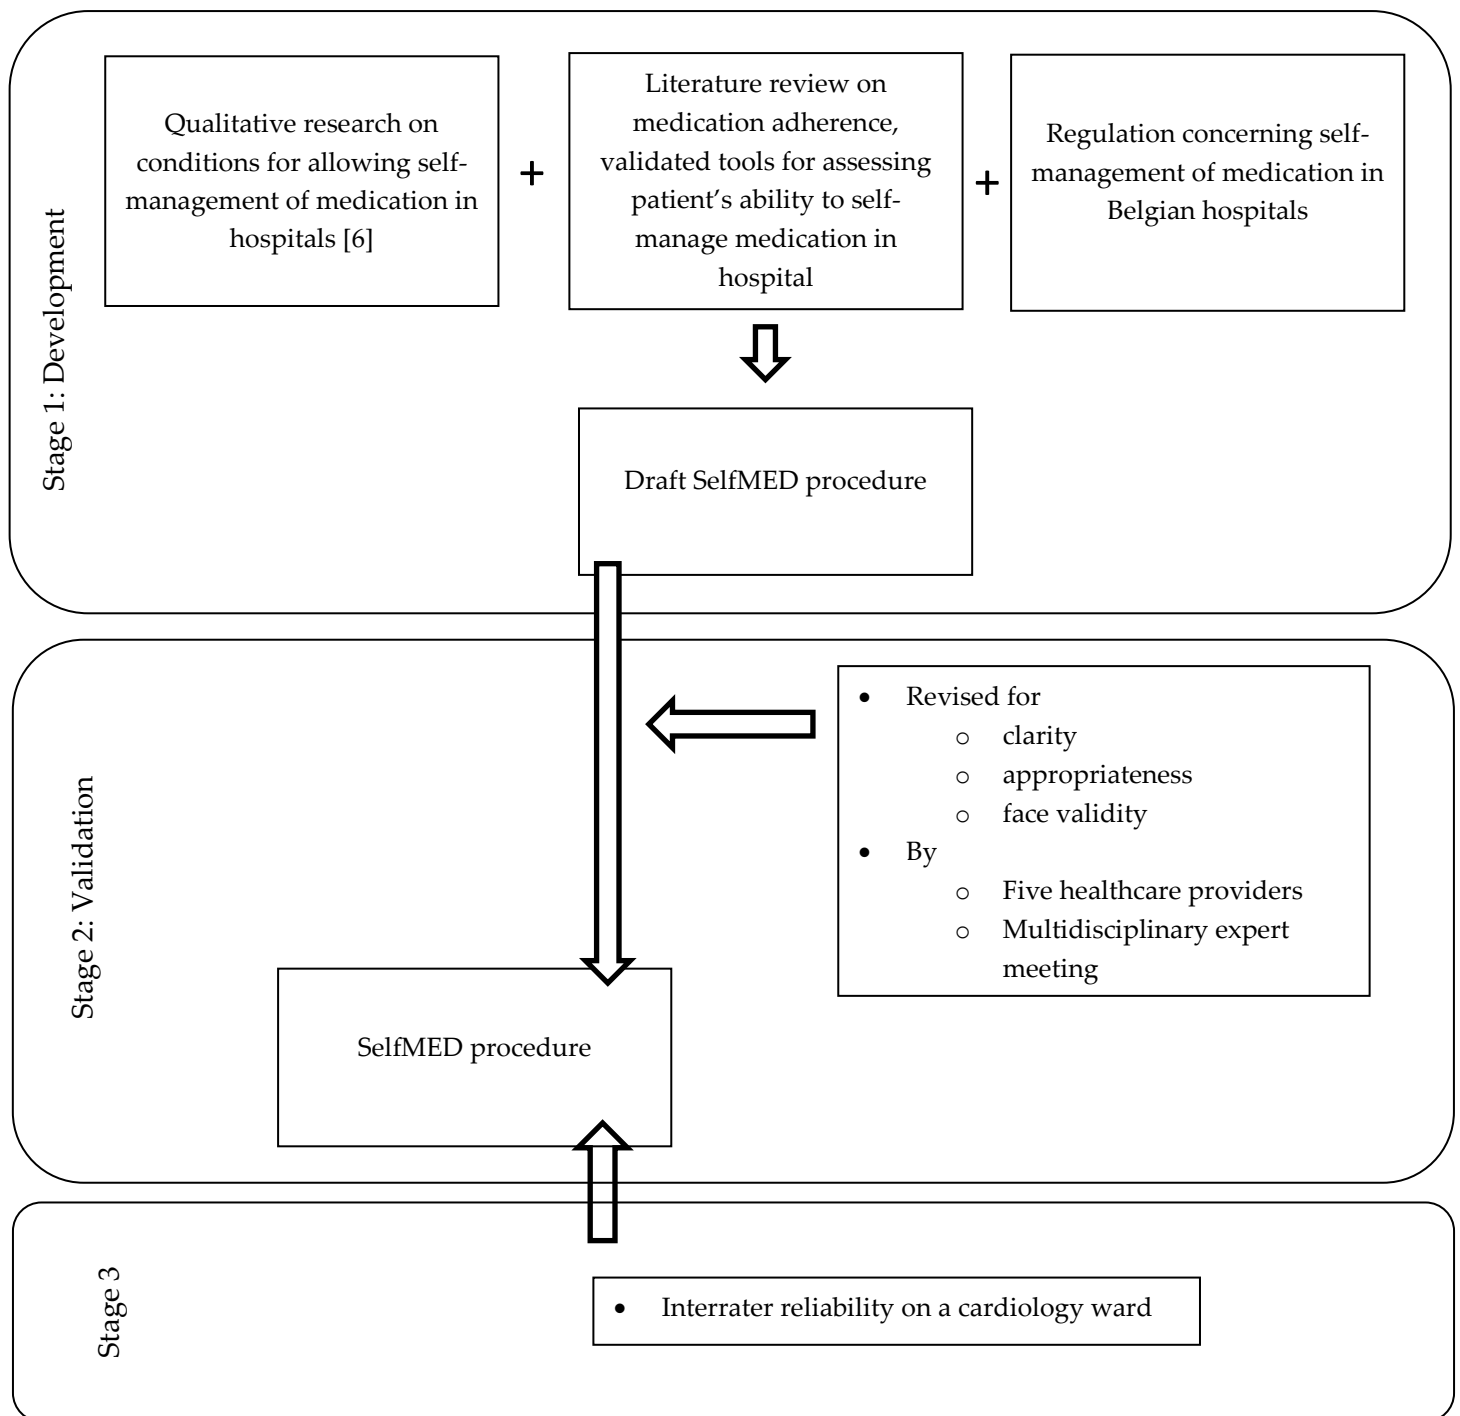 Stage 1: Development
Qualitative research on
conditions for allowing self-
management of medication in
hospitals [6]
+
Literature review on
medication adherence,
validated tools for assessing
patient’s ability to self-
manage medication in
hospital
+
Regulation concerning self-
management of medication in
Belgian hospitals
Draft SelfMED procedure
Stage 2: Validation
• Revised for
o clarity
o appropriateness
o face validity
• By
o Five healthcare providers
o Multidisciplinary expert
meeting
SelfMED procedure
Stage 3
• Interrater reliability on a cardiology ward